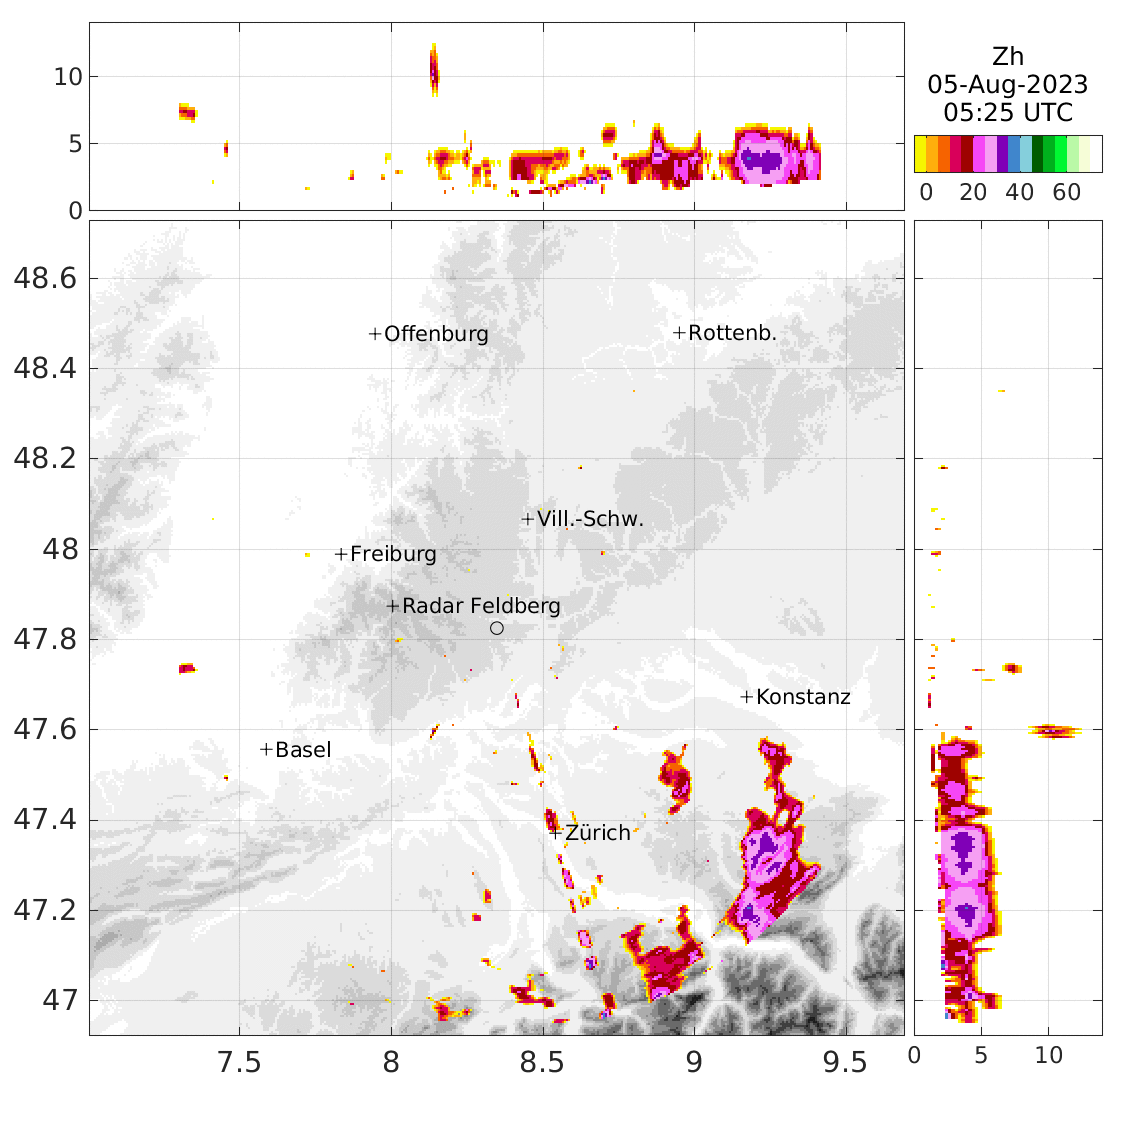 10
5
0
Zh
05-Aug-2023
05:25 UTC
0 20 40 60
48.6
48.4
48.2
48
47.8
47.6
47.4
47.2
47
+Offenburg
+Rottenb.
+Vill.-Schw.
+Freiburg
+Radar Feldberg
+Konstanz
+Basel
+Zürich
7.5 8 8.5 9 9.5
0 5 10